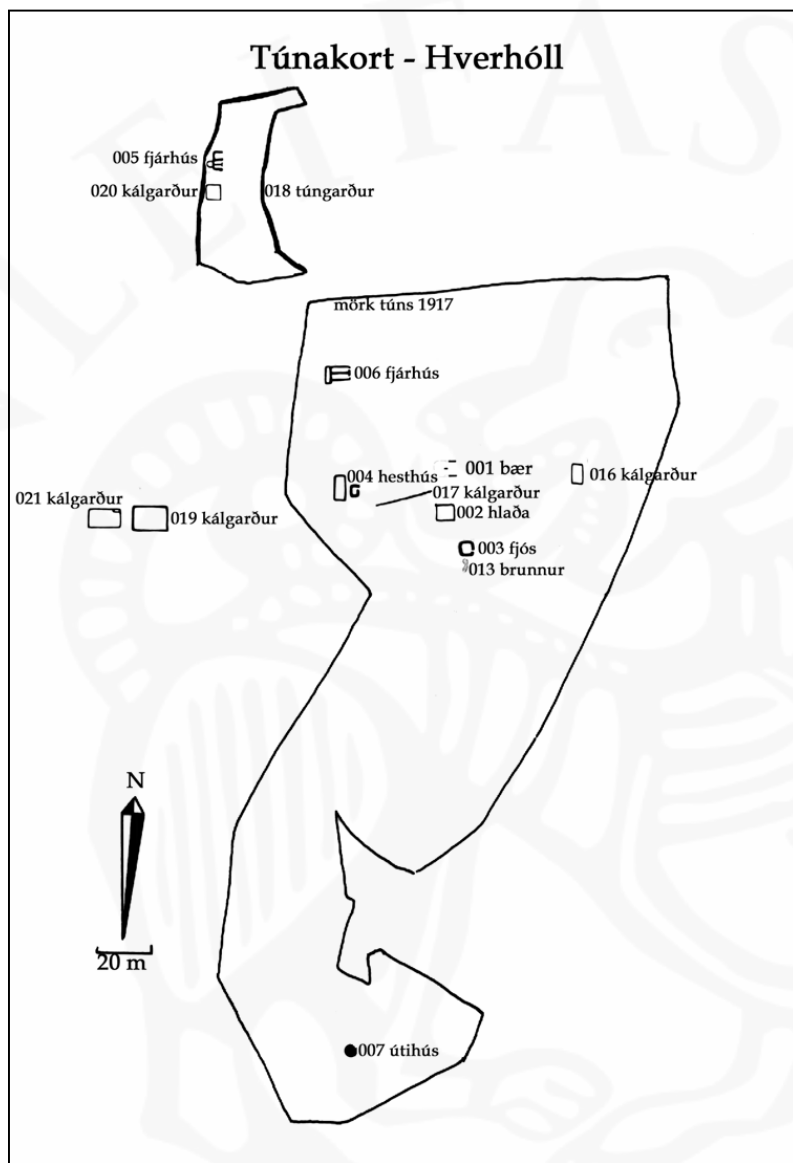 Túnakort - Hverhóll
005 fjárhús
020 kálgarður
018 túngarður
mörk túns 1917
006 fjárhús
004 hesthús
001 bær
016 kálgarður
021 kálgarður
017 kálgarður
019 kálgarður
002 hlaða
003 fjós
013 brunnur
N
20 m
007 útihús